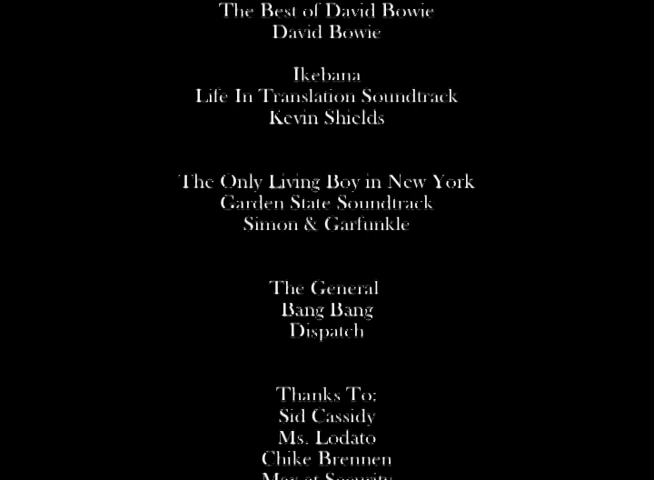 The Best of David Bowie
David Bowie
Ikebana
Life In Translation Soundtrack
Kevin Shields
The Only Living Boy in New York
Garden State Soundtrack
Simon & Garfunkle
The General
Bang Bang
Dispatch
Thanks To:
Sid Cassidy
Ms. Lodato
Chike Brennen
at Security